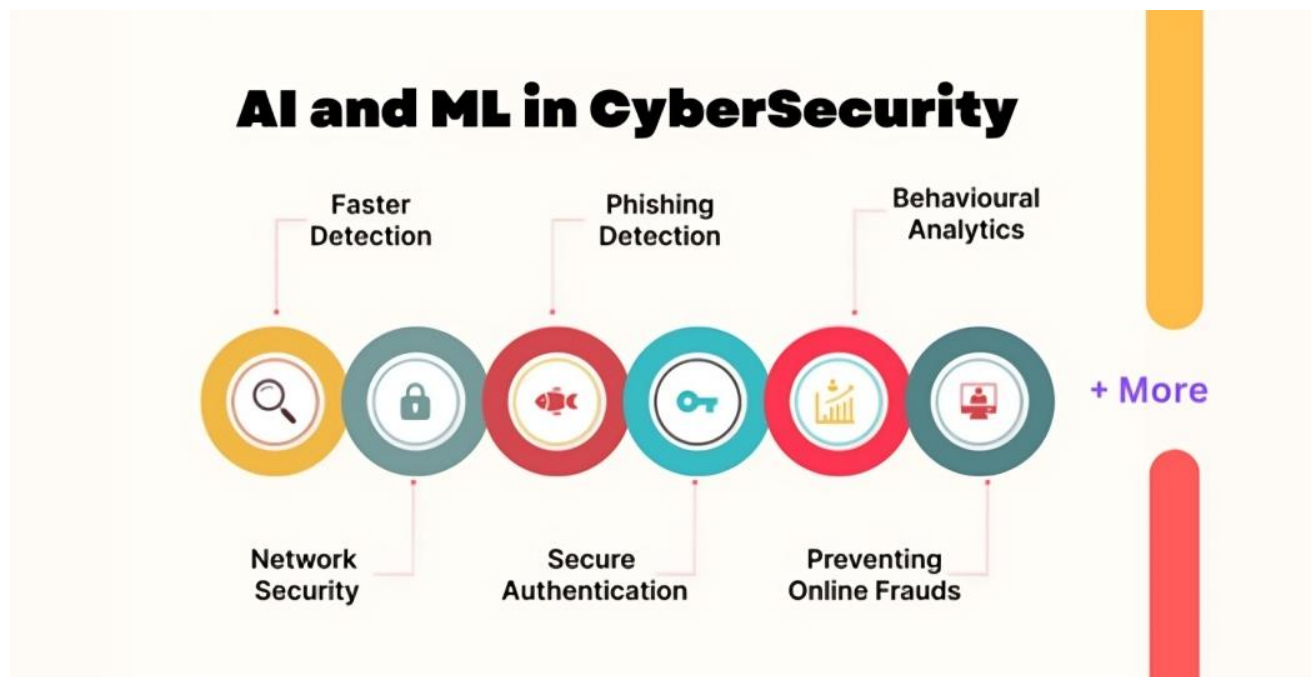 AI and ML in CyberSecurity
Faster
Detection
Phishing
Detection
Behavioural
Analytics
+ More
Network
Security
Secure
Authentication
Preventing
Online Frauds